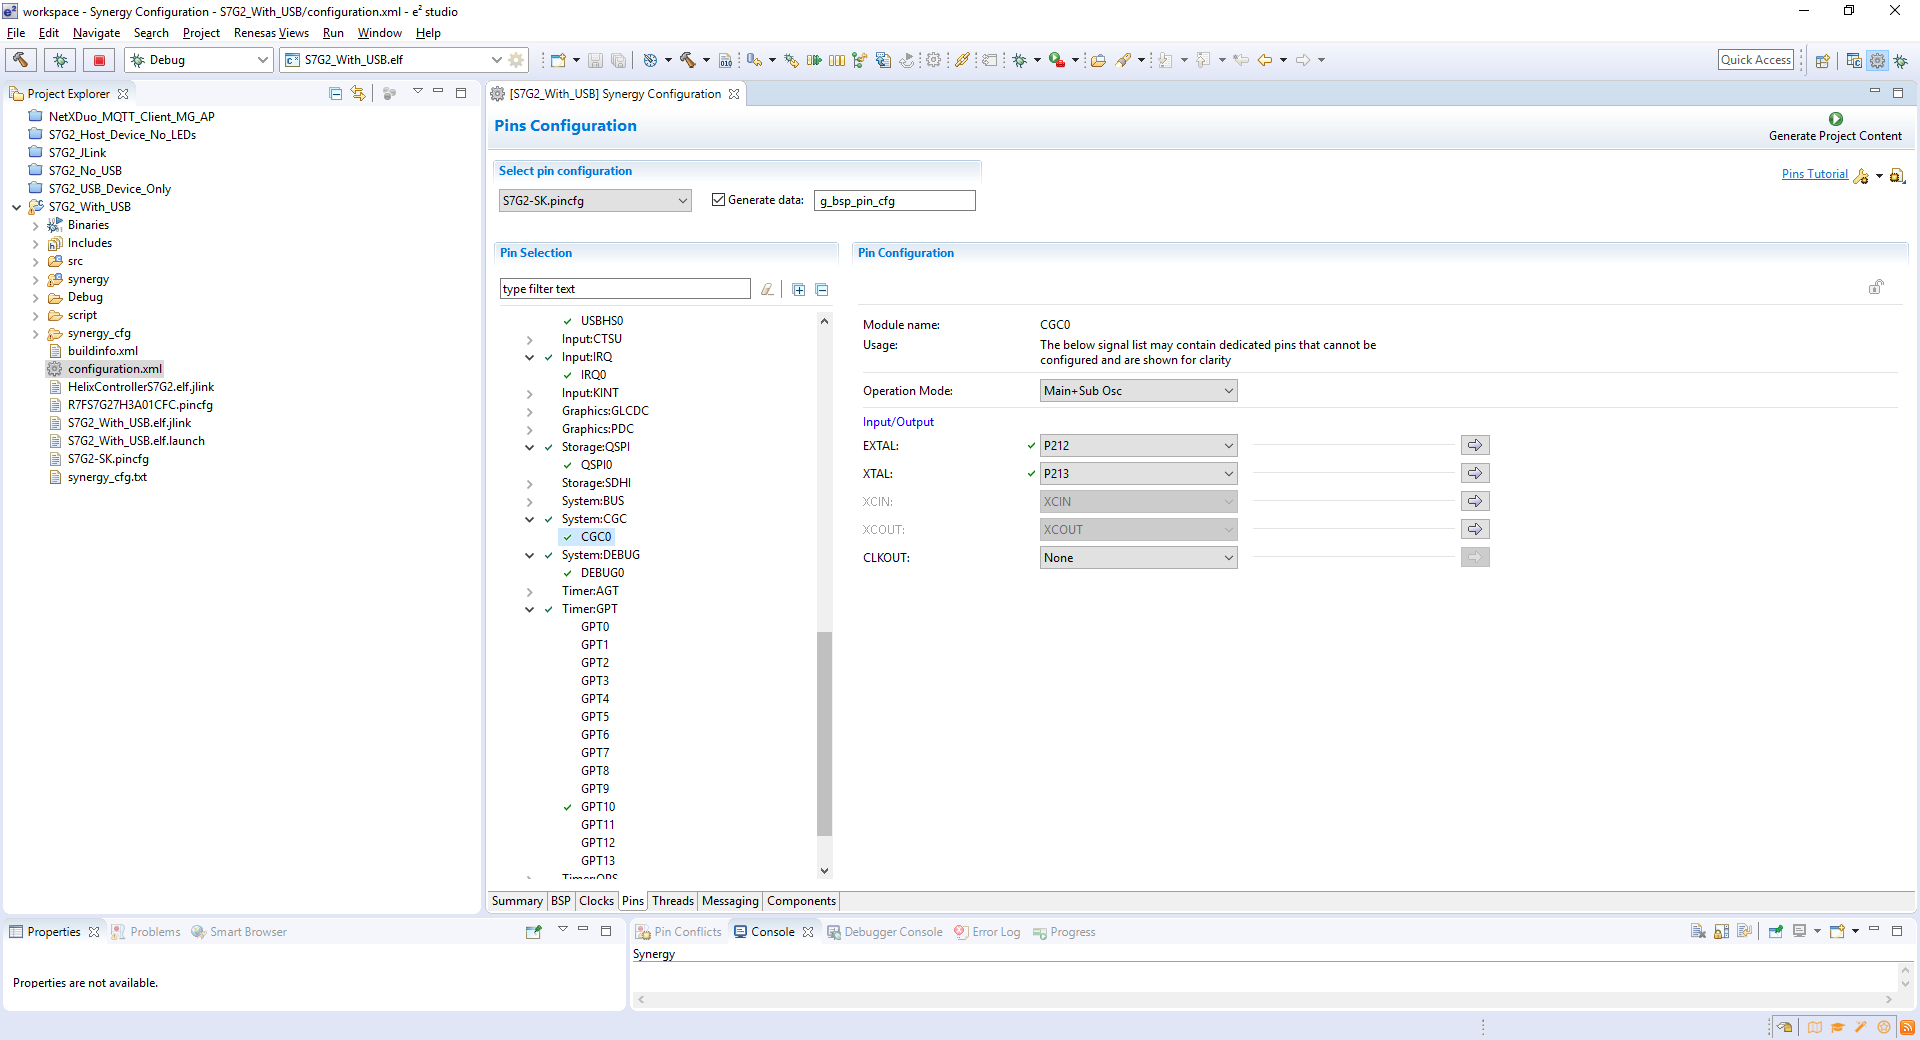 workspace - Synergy Configuration - S7G2_With_USB/configuration.xml - e² studio
File Edit Navigate Search Project Renesas Views Run Window Help
Debug
S7G2_With_USB.elf
Quick Access
Project Explorer
NetXDuo_MQTT_Client_MG_AP
S7G2_Host_Device_No_LEDs
S7G2_JLink
S7G2_No_USB
S7G2_USB_Device_Only
S7G2_With_USB
Binaries
Includes
src
synergy
Debug
script
synergy_cfg
buildinfo.xml
configuration.xml
HelixControllerS7G2.elf.jlink
R7FS7G27H3A01CFC.pincfg
S7G2_With_USB.elf.jlink
S7G2_With_USB.elf.launch
S7G2-SK.pincfg
synergy_cfg.txt
[S7G2_With_USB] Synergy Configuration
Pins Configuration
Generate Project Content
Select pin configuration
Pins Tutorial
S7G2-SK.pincfg
Generate data: g_bsp_pin_cfg
Pin Selection
type filter text
USBHS0
Input:CTSU
Input:IRQ
IRQ0
Input:KINT
Graphics:GLCDC
Graphics:PDC
Storage:QSPI
QSPI0
Storage:SDHI
System:BUS
System:CGC
CGC0
System:DEBUG
DEBUG0
Timer:AGT
Timer:GPT
GPT0
GPT1
GPT2
GPT3
GPT4
GPT5
GPT6
GPT7
GPT8
GPT9
GPT10
GPT11
GPT12
GPT13
Timer:OPS
Pin Configuration
Module name: CGC0
Usage: The below signal list may contain dedicated pins that cannot be
configured and are shown for clarity
Operation Mode: Main+Sub Osc
Input/Output
EXTAL: P212
XTAL: P213
XCIN: XCIN
XCOUT: XCOUT
CLKOUT: None
Summary BSP Clocks Pins Threads Messaging Components
Properties Problems Smart Browser
Properties are not available.
Pin Conflicts Console Debugger Console Error Log Progress
Synergy